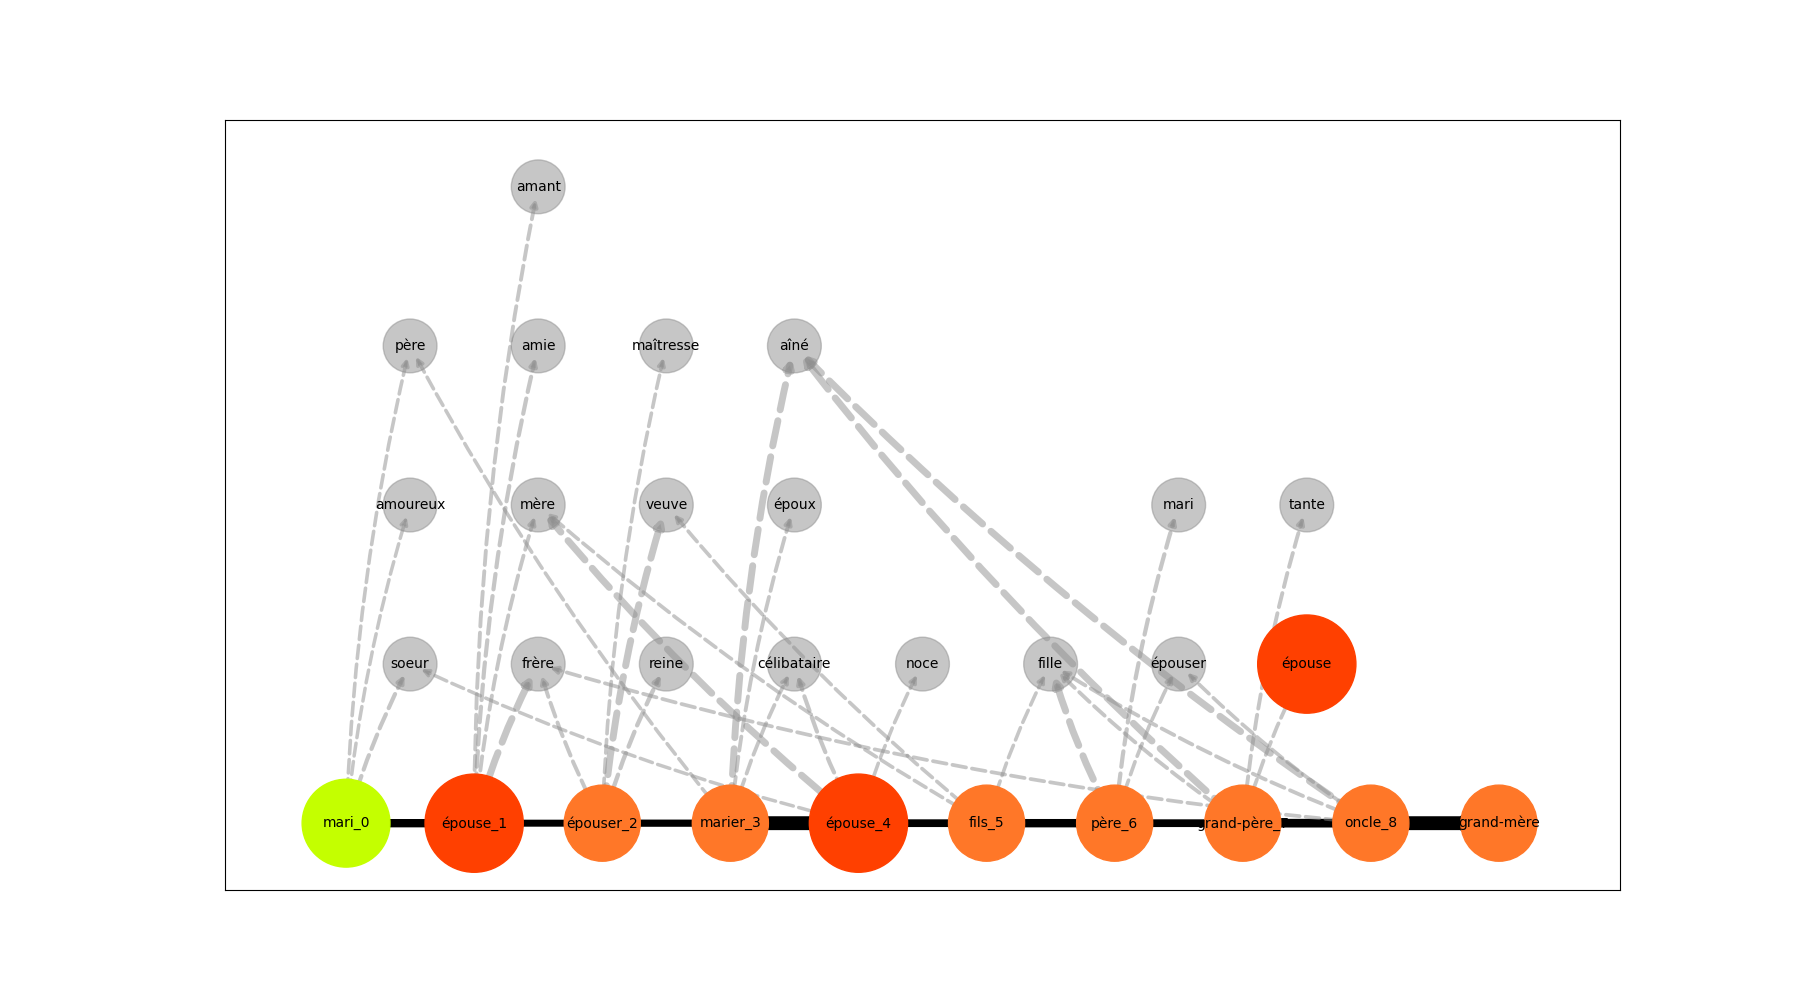 amant
père
amie
maîtresse
aîné
amoureux
mère
veuve
époux
mari
tante
soeur
frère
reine
célibataire
noce
fille
épouser
épouse
mari_0
épouse_1
épouser_2
marier_3
épouse_4
fils_5
père_6
grand-père_
oncle_8
grand-mère